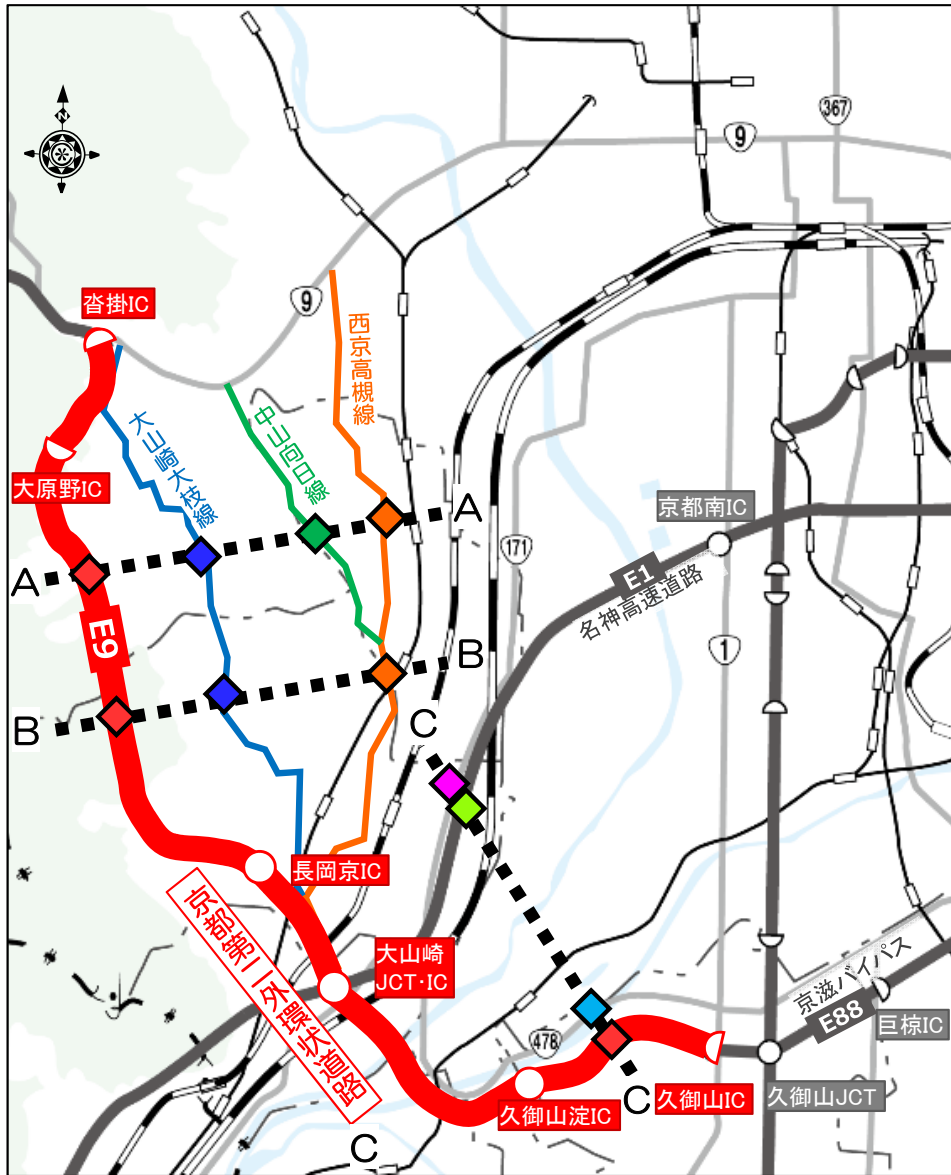 N
367
9
9
沓掛IC
西京高槻線
大山崎大枝線
中山向日線
大原野IC
京都南IC
A
A
171
E1
名神高速道路
E9
1
B
B
C
長岡京IC
京都第二外環状道路
大山崎
JCT・IC
京滋バイパス
E88
巨椋IC
478
久御山淀IC
C
久御山IC
久御山JCT
C